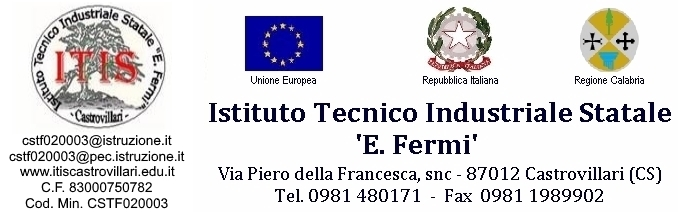 Istituto Tecnico Industriale Statale "E. Fermi"
ITIS
- Castrovillari -
cstf020003@istruzione.it
cstf020003@pec.istruzione.it
www.itiscastrovillari.edu.it
C.F. 83000750782
Cod. Min. CSTF020003
Unione Europea
REPVBBLICA ITALIANA
Repubblica Italiana
Regione Calabria
Istituto Tecnico Industriale Statale
'E. Fermi'
Via Piero della Francesca, snc - 87012 Castrovillari (CS)
Tel. 0981 480171 - Fax 0981 1989902